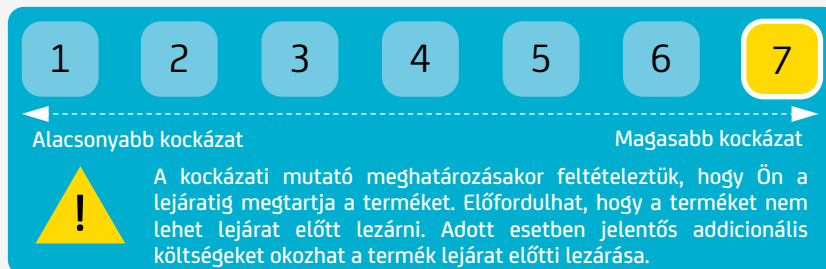 1 2 3 4 5 6 7
Alacsonyabb kockázat Magasabb kockázat
! A kockázati mutató meghatározásakor feltételeztük, hogy Ön a
lejáratig megtartja a terméket. Előfordulhat, hogy a terméket nem
lehet lejárat előtt lezárni. Adott esetben jelentős addicionális
költségeket okozhat a termék lejárat előtti lezárása.